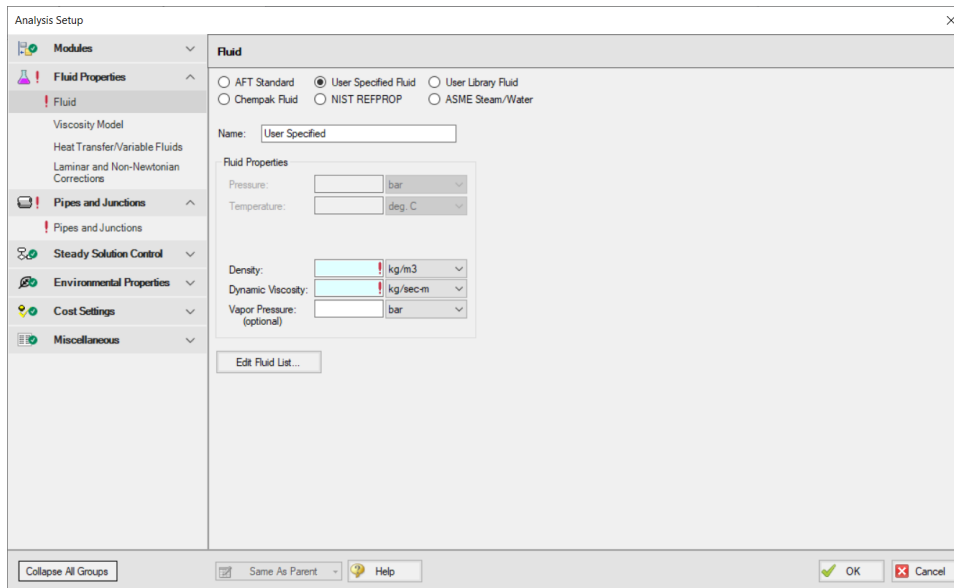 Analysis Setup
Modules
Fluid Properties
Fluid
Viscosity Model
Heat Transfer/Variable Fluids
Laminar and Non-Newtonian
Corrections
Pipes and Junctions
Pipes and Junctions
Steady Solution Control
Environmental Properties
Cost Settings
Miscellaneous
Collapse All Groups
Fluid
AFT Standard User Specified Fluid User Library Fluid
Chempak Fluid NIST REFPROP ASME Steam/Water
Name: User Specified
Fluid Properties
Pressure: bar
Temperature: deg. C
Density: ! kg/m3
Dynamic Viscosity: ! kg/sec-m
Vapor Pressure: bar
(optional)
Edit Fluid List...
Same As Parent Help OK Cancel